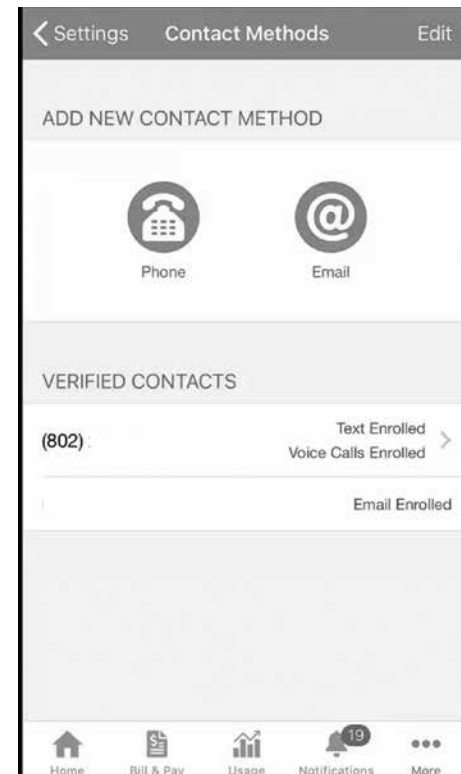 Settings Contact Methods Edit
ADD NEW CONTACT METHOD
Phone Email
VERIFIED CONTACTS
Text Enrolled
(802)
Voice Calls Enrolled
Email Enrolled
19
Home Bill & Pay Usage Notifications More